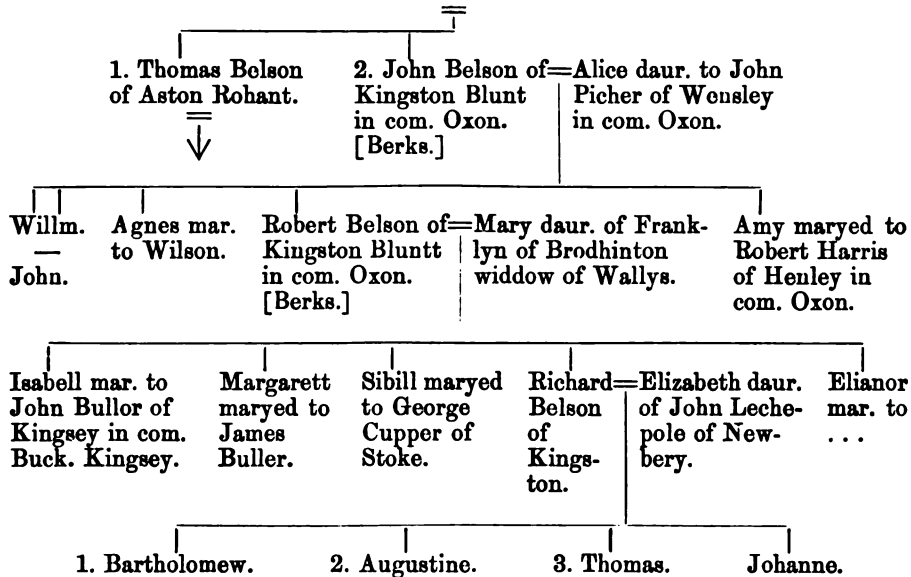 1. Thomas Belson
of Aston Rohant.
2. John Belson of=Alice daur. to John
Kingston Blunt
in com. Oxon.
[Berks.]
Picher of Wensley
in com. Oxon.
Willm.
—
John.
Agnes mar.
to Wilson.
Robert Belson of=Mary daur. of Frank-
Kingston Bluntt
in com. Oxon.
[Berks.]
lyn of Brodhinton
widdow of Wallys.
Amy maryed to
Robert Harris
of Henley in
com. Oxon.
Isabell mar. to
John Bullor of
Kingsey in com.
Buck. Kingsey.
Margarett
maryed to
James
Buller.
Sibill maryed
to George
Cupper of
Stoke.
Richard=Elizabeth daur.
Belson
of
Kings-
ton.
of John Leche-
pole of New-
bery.
Elianor
mar. to
...
1. Bartholomew.
2. Augustine.
3. Thomas.
Johanne.